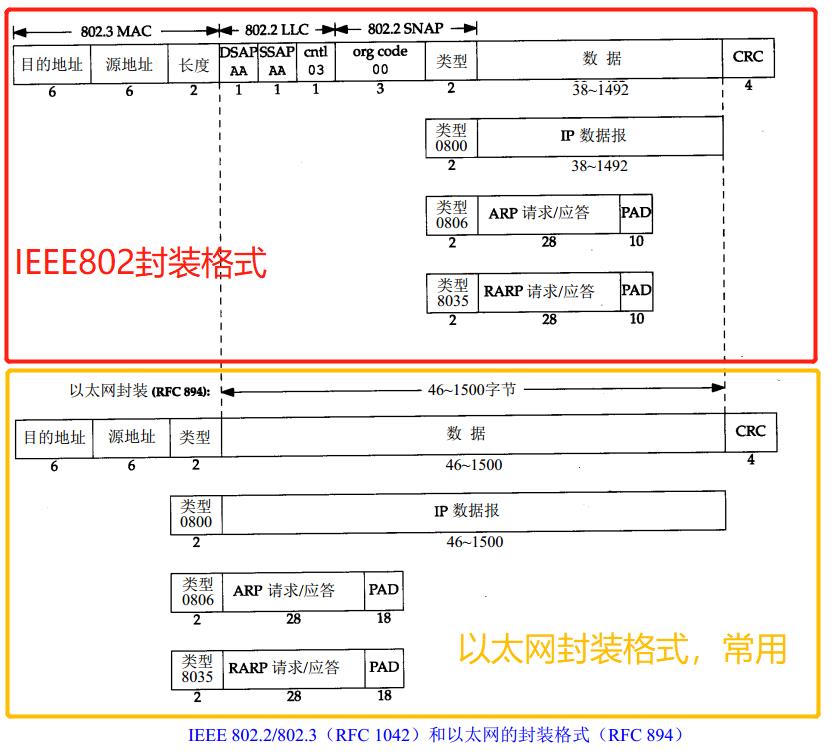 802.3 MAC 802.2 LLC 802.2 SNAP
目的地址 源地址 长度 DSAP AA SSAP AA cntl 03 org code 00 类型 数 据 CRC
6 6 2 1 1 1 3 2 38~1492 4
类型 0800 IP 数据报
2 38~1492
类型 0806 ARP 请求/应答 PAD
2 28 10
IEEE802封装格式
类型 8035 RARP 请求/应答 PAD
2 28 10
以太网封装 (RFC 894): 46~1500字节
目的地址 源地址 类型 数 据 CRC
6 6 2 46~1500 4
类型 0800 IP 数据报
2 46~1500
类型 0806 ARP 请求/应答 PAD
2 28 18
以太网封装格式，常用
类型 8035 RARP 请求/应答 PAD
2 28 18
IEEE 802.2/802.3（RFC 1042）和以太网的封装格式（RFC 894）